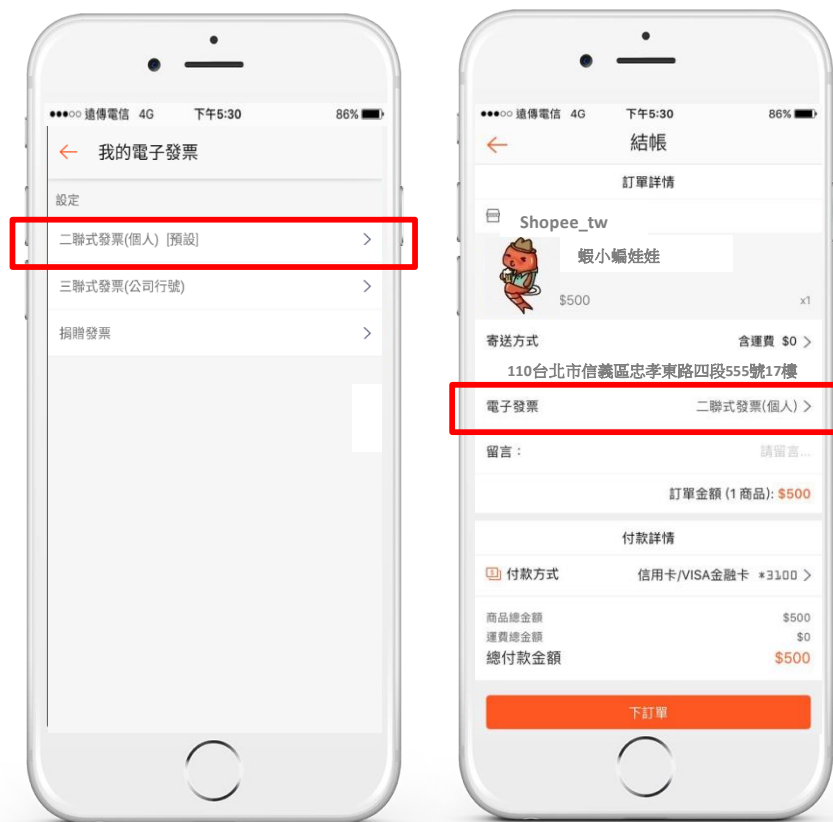 ●●●○○ 遠傳電信 4G 下午5:30 86%
← 我的電子發票
設定
二聯式發票(個人) [預設] >
三聯式發票(公司行號) >
捐贈發票 >
●●●○○ 遠傳電信 4G 下午5:30 86%
← 結帳
訂單詳情
Shopee_tw
蝦小編娃娃
$500 x1
寄送方式 含運費 $0 >
110台北市信義區忠孝東路四段555號17樓
電子發票 二聯式發票(個人) >
留言： 請留言...
訂單金額 (1 商品): $500
付款詳情
付款方式 信用卡/VISA金融卡 *3100 >
商品總金額 $500
運費總金額 $0
總付款金額 $500
下訂單